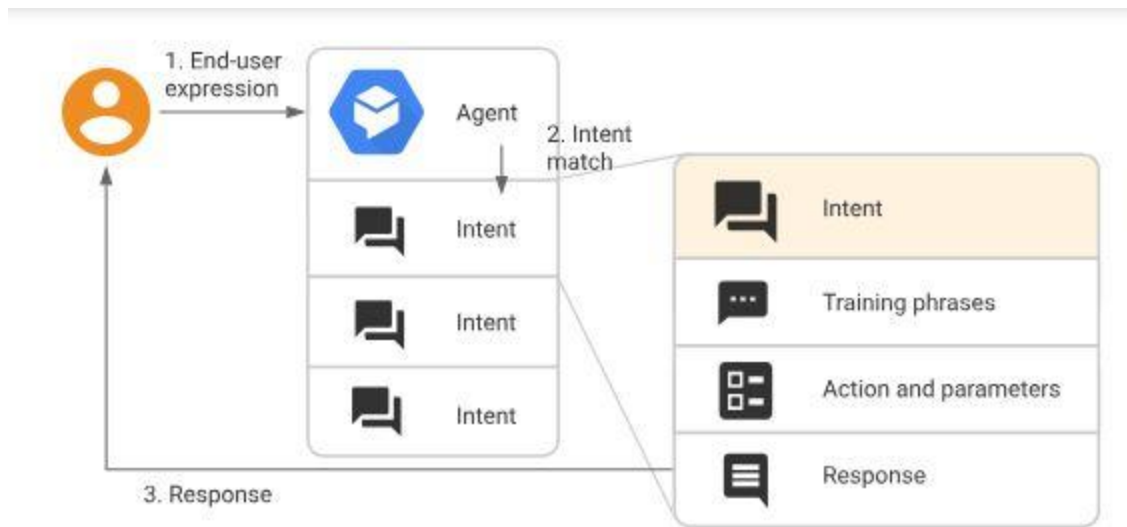 1. End-user
expression
Agent
2. Intent
match
Intent
Intent
Intent
Intent
Training phrases
Action and parameters
Response
3. Response